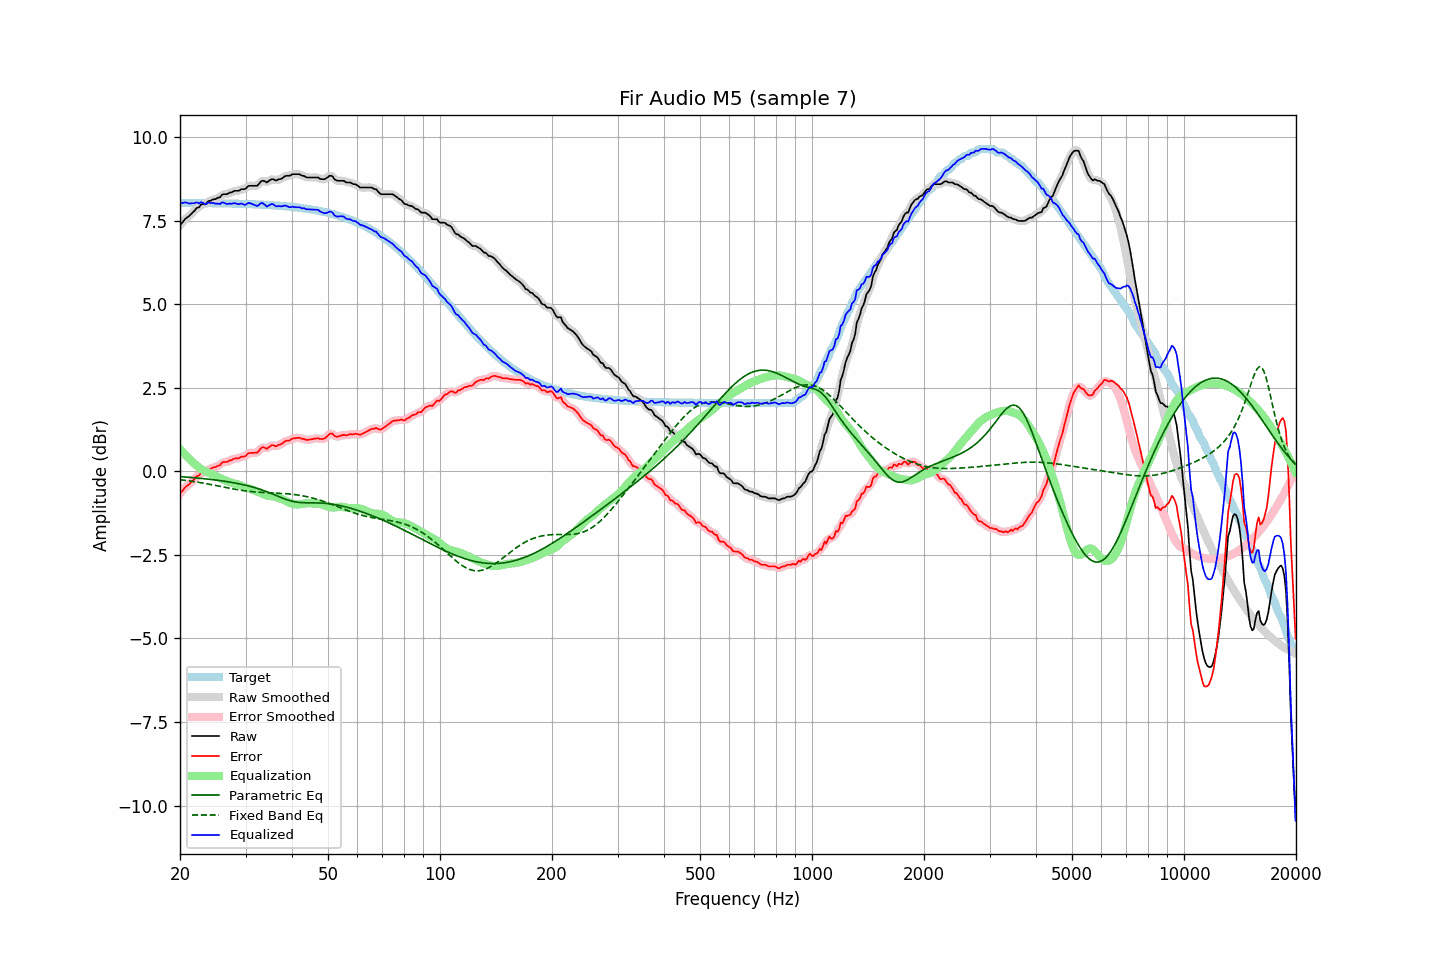 Fir Audio M5 (sample 7)
10.0
7.5
5.0
2.5
0.0
−2.5
−5.0
−7.5
−10.0
Amplitude (dBr)
Target
Raw Smoothed
Error Smoothed
Raw
Error
Equalization
Parametric Eq
Fixed Band Eq
Equalized
20 50 100 200 500 1000 2000 5000 10000 20000
Frequency (Hz)